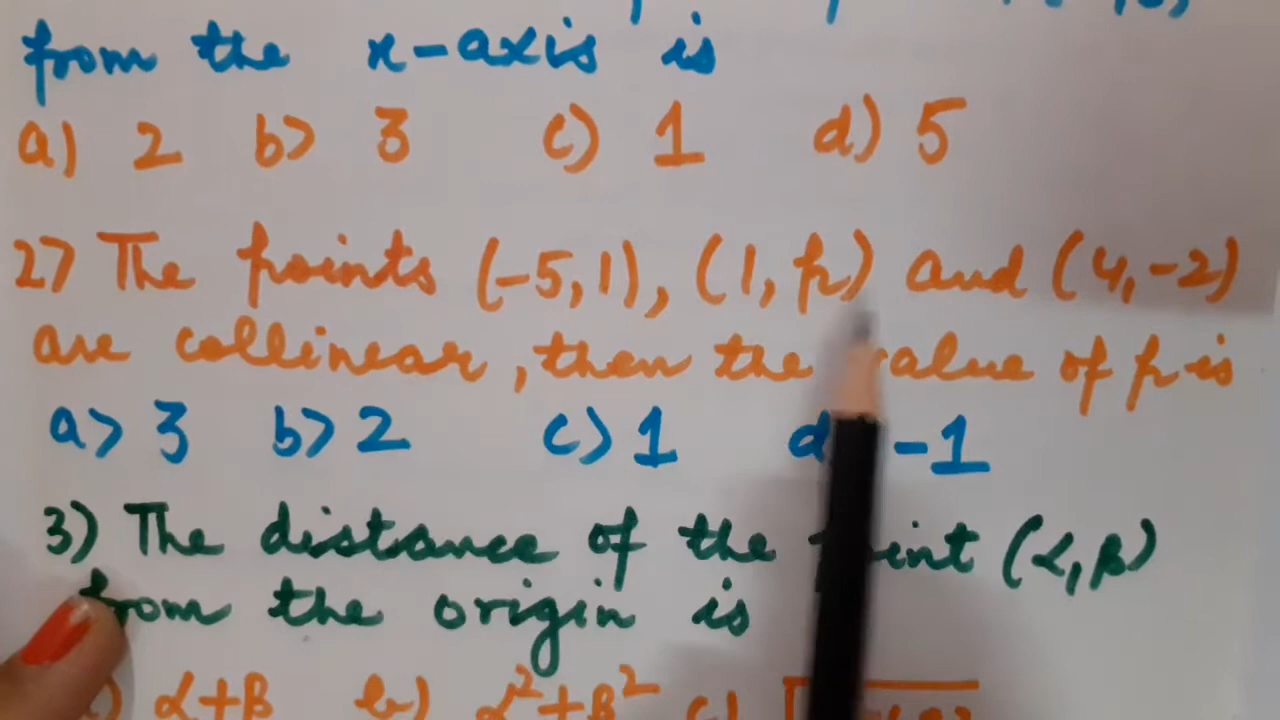 from the x-axis is
a) 2 b> 3 c) 1 d) 5
2> The points (-5,1), (1,p) and (4,-2)
are collinear, then the value of p is
a> 3 b> 2 c) 1 d -1
3) The distance of the point (α,β)
from the origin is
α+β b) α²+β² c)